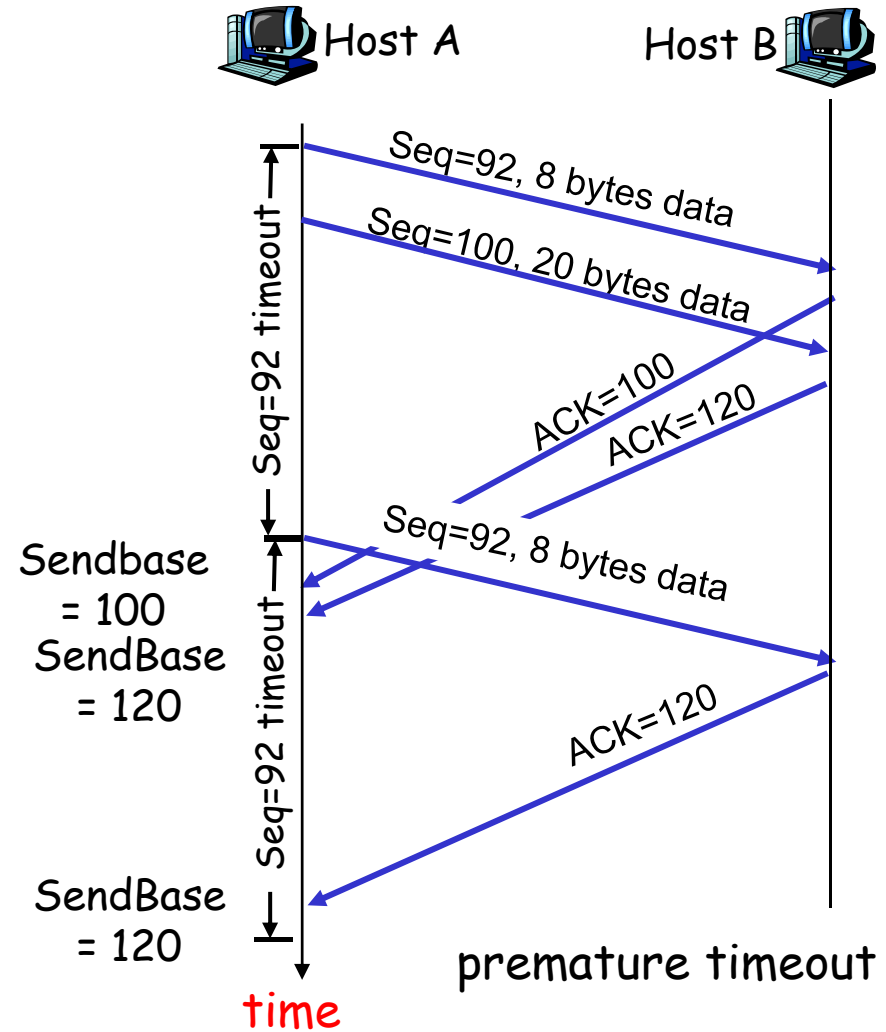 Host A
Host B
Seq=92, 8 bytes data
Seq=100, 20 bytes data
Seq=92 timeout
ACK=100
ACK=120
Seq=92, 8 bytes data
Sendbase
= 100
SendBase
= 120
Seq=92 timeout
ACK=120
SendBase
= 120
premature timeout
time